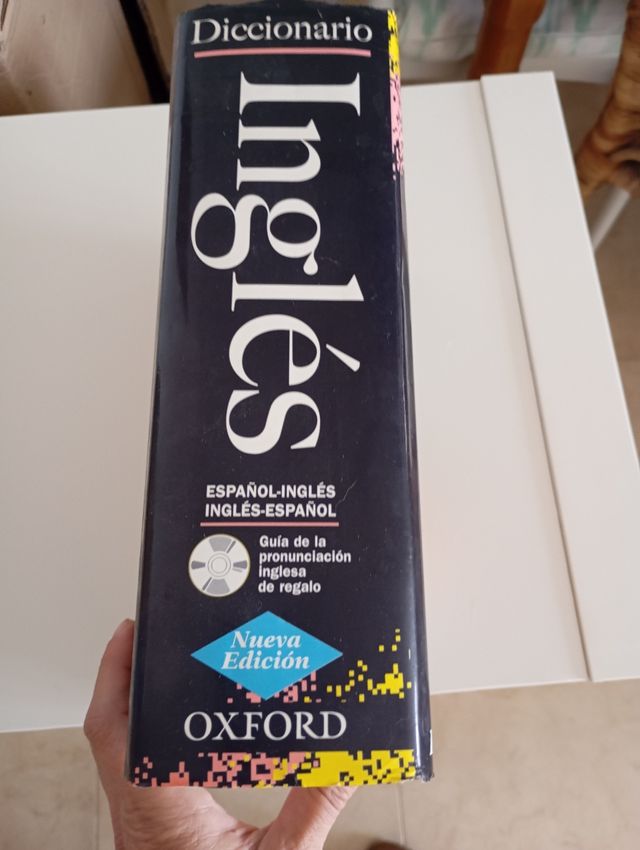 Diccionario
Inglés
ESPAÑOL-INGLÉS
INGLÉS-ESPAÑOL
Guía de la
pronunciación
inglesa
de regalo
Nueva
Edición
OXFORD